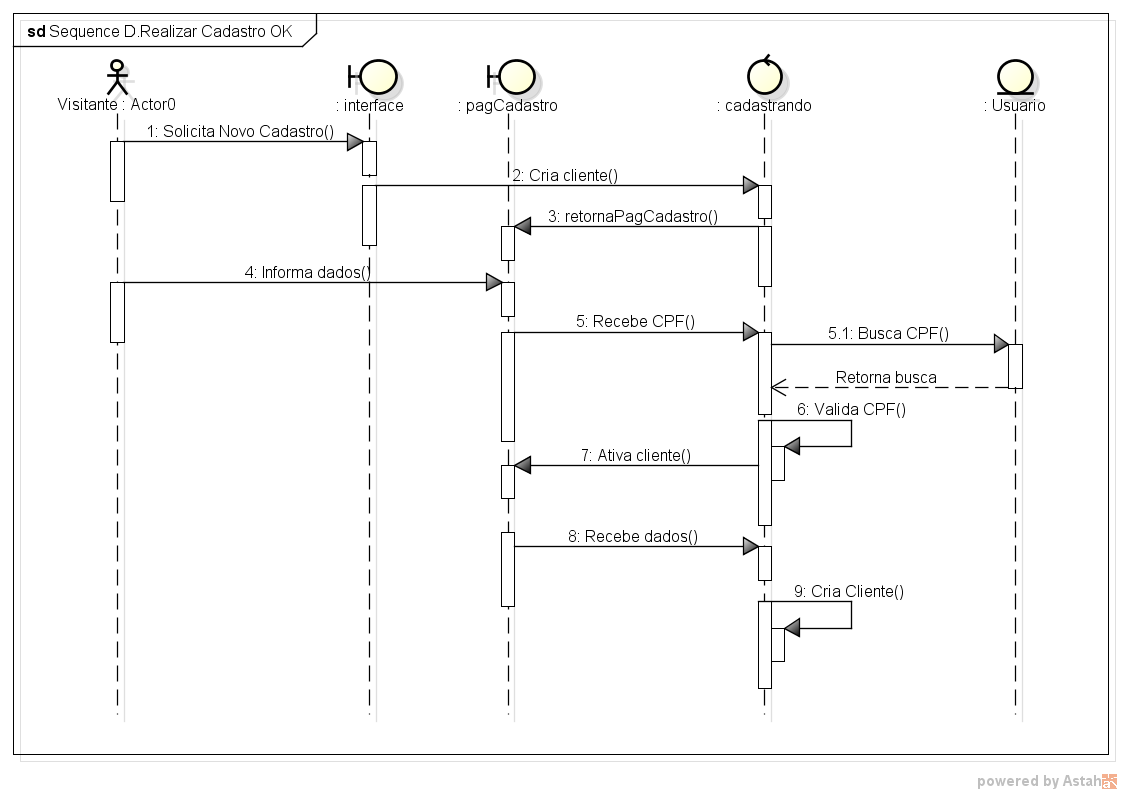 sd Sequence D.Realizar Cadastro OK
Visitante : Actor0
: interface
: pagCadastro
: cadastrando
: Usuario
1: Solicita Novo Cadastro()
2: Cria cliente()
3: retornaPagCadastro()
4: Informa dados()
5: Recebe CPF()
5.1: Busca CPF()
Retorna busca
6: Valida CPF()
7: Ativa cliente()
8: Recebe dados()
9: Cria Cliente()
powered by Astah